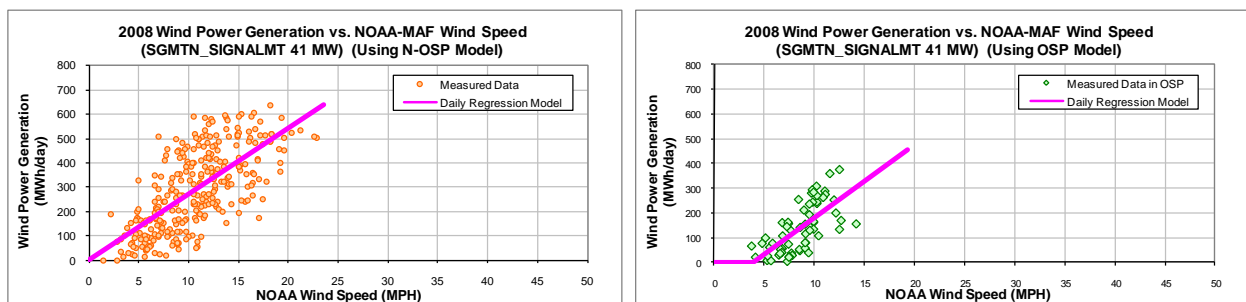 2008 Wind Power Generation vs. NOAA-MAF Wind Speed
(SGMTN_SIGNALMT 41 MW) (Using N-OSP Model)
800
700
600
500
400
300
200
100
0
0 5 10 15 20 25 30 35 40 45 50
Wind Power Generation
(MWh/day)
NOAA Wind Speed (MPH)
Measured Data
Daily Regression Model
2008 Wind Power Generation vs. NOAA-MAF Wind Speed
(SGMTN_SIGNALMT 41 MW) (Using OSP Model)
800
700
600
500
400
300
200
100
0
0 5 10 15 20 25 30 35 40 45 50
Wind Power Generation
(MWh/day)
NOAA Wind Speed (MPH)
Measured Data in OSP
Daily Regression Model